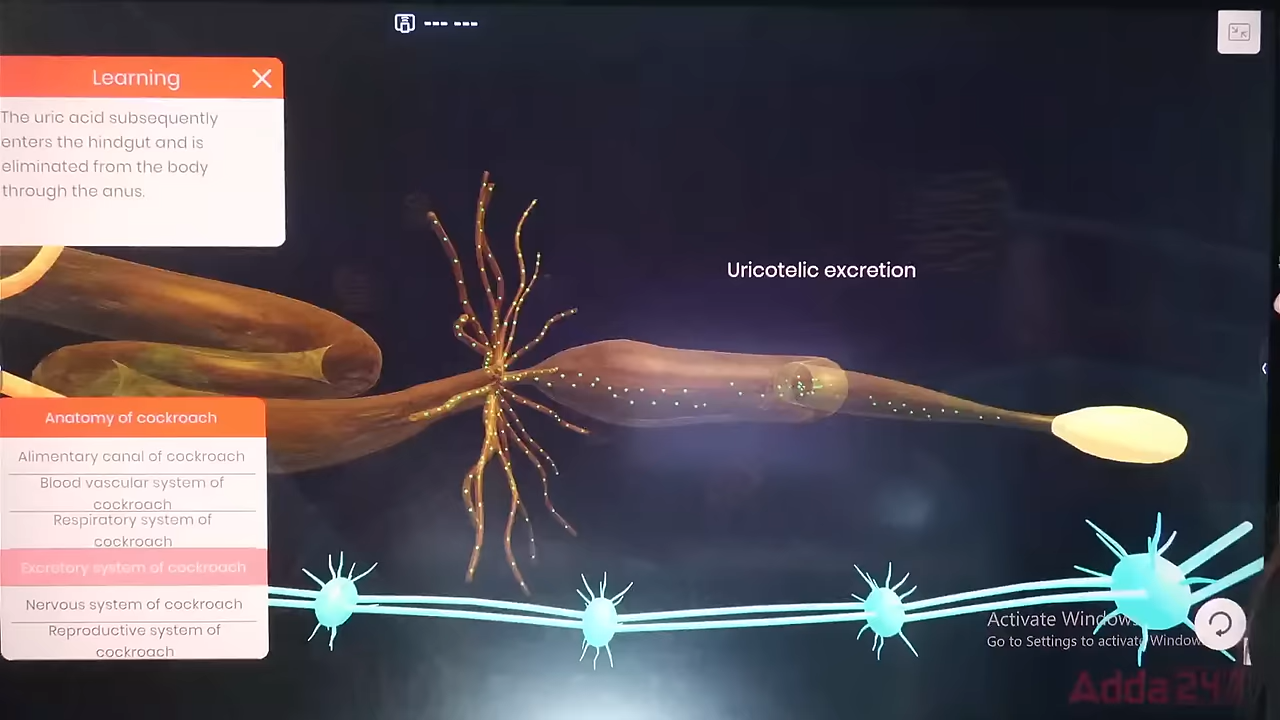 Learning
The uric acid subsequently
enters the hindgut and is
eliminated from the body
through the anus.
Uricotelic excretion
Anatomy of cockroach
Alimentary canal of cockroach
Blood vascular system of
cockroach
Respiratory system of
cockroach
Excretory system of cockroach
Nervous system of cockroach
Reproductive system of
cockroach
Activate Windows
Go to Settings to activate Windows
Adda 247